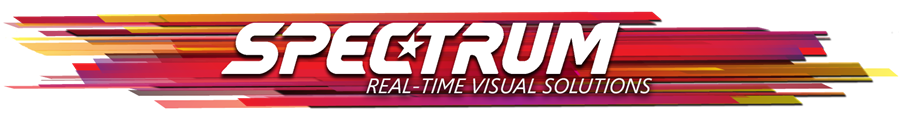 SPECTRUM
REAL-TIME VISUAL SOLUTIONS